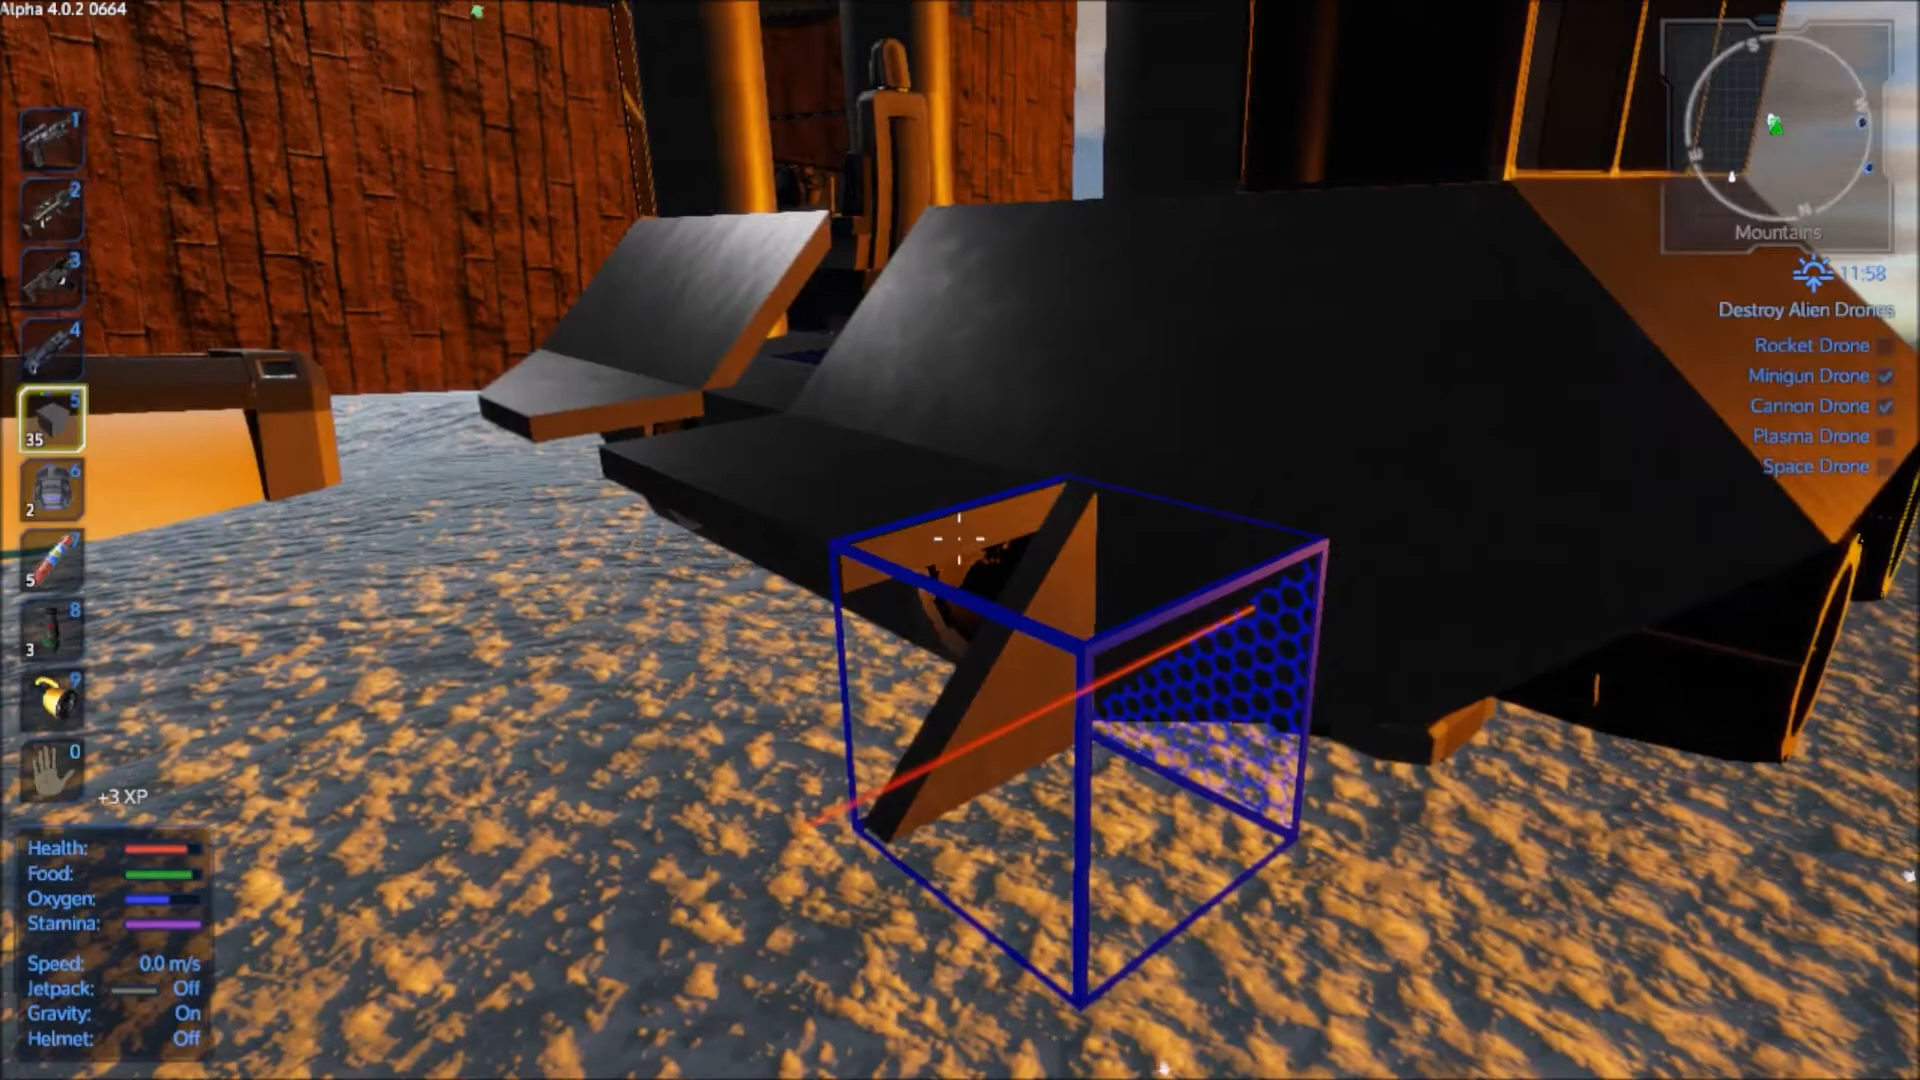 Alpha 4.0.2 0664
1
2
3
4
5
35
6
2
7
5
8
3
9
0
+3 XP
Health:
Food:
Oxygen:
Stamina:
Speed: 0.0 m/s
Jetpack: Off
Gravity: On
Helmet: Off
S
W
E
N
Mountains
11:58
Destroy Alien Drones
Rocket Drone
Minigun Drone
Cannon Drone
Plasma Drone
Space Drone